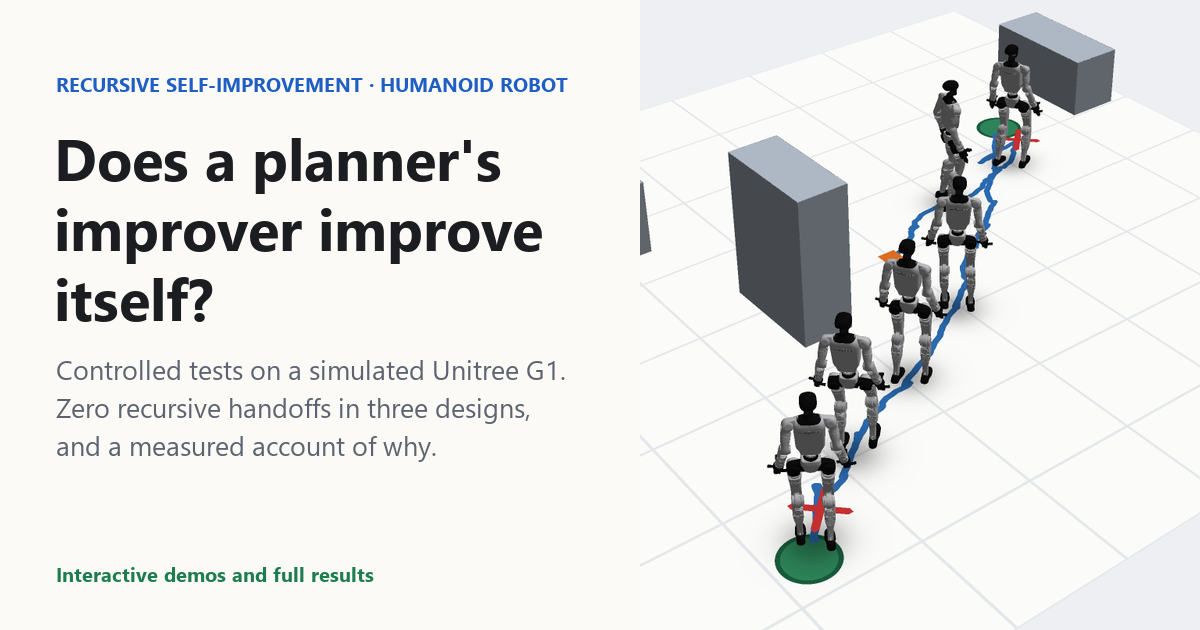 RECURSIVE SELF-IMPROVEMENT · HUMANOID ROBOT
Does a planner's
improver improve
itself?
Controlled tests on a simulated Unitree G1.
Zero recursive handoffs in three designs,
and a measured account of why.
Interactive demos and full results